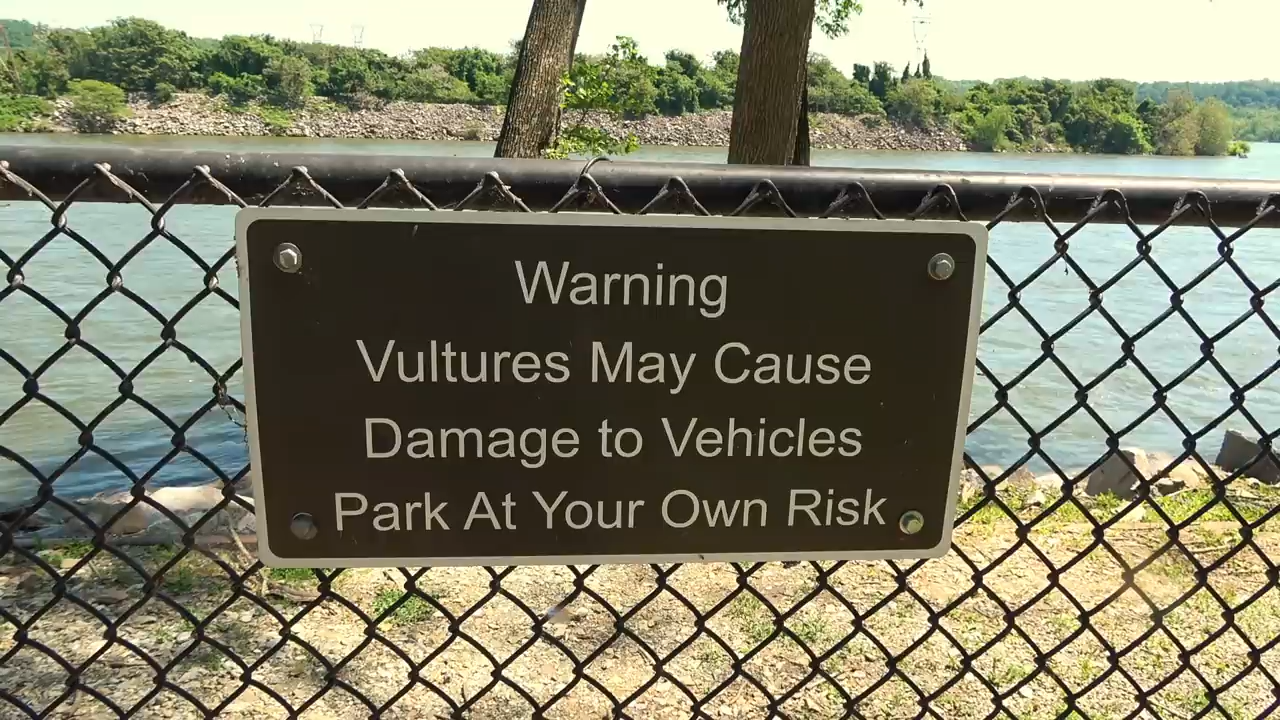 Warning
Vultures May Cause
Damage to Vehicles
Park At Your Own Risk